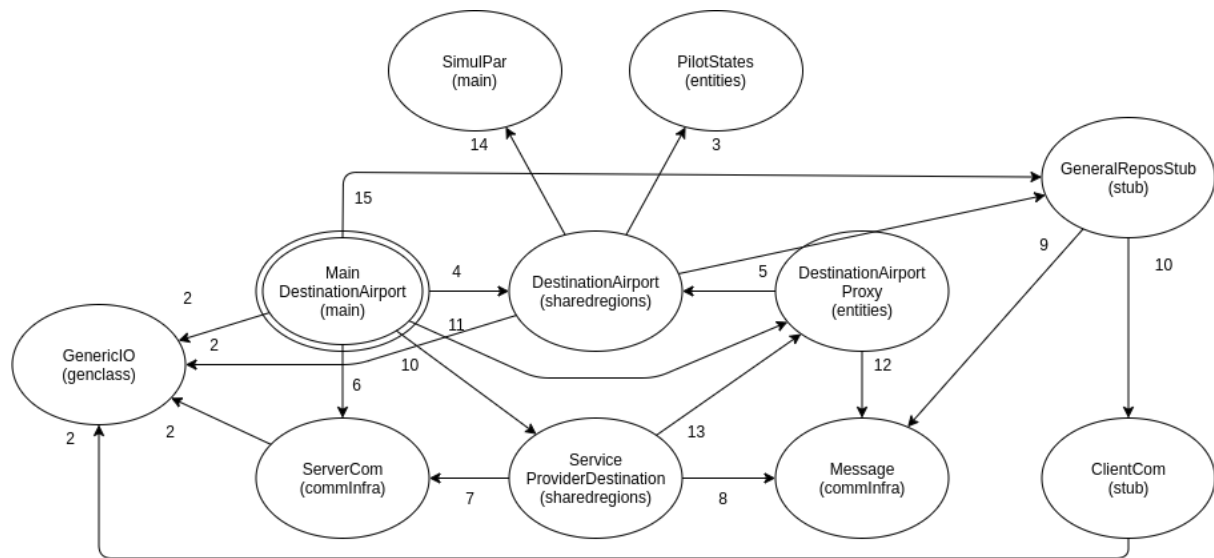 SimulPar
(main)
PilotStates
(entities)
14
3
GeneralReposStub
(stub)
15
9
10
Main
DestinationAirport
(main)
4
DestinationAirport
(sharedregions)
5
DestinationAirport
Proxy
(entities)
2
2
11
GenericIO
(genclass)
6
10
12
2
2
13
ServerCom
(commInfra)
7
Service
ProviderDestination
(sharedregions)
8
Message
(commInfra)
ClientCom
(stub)